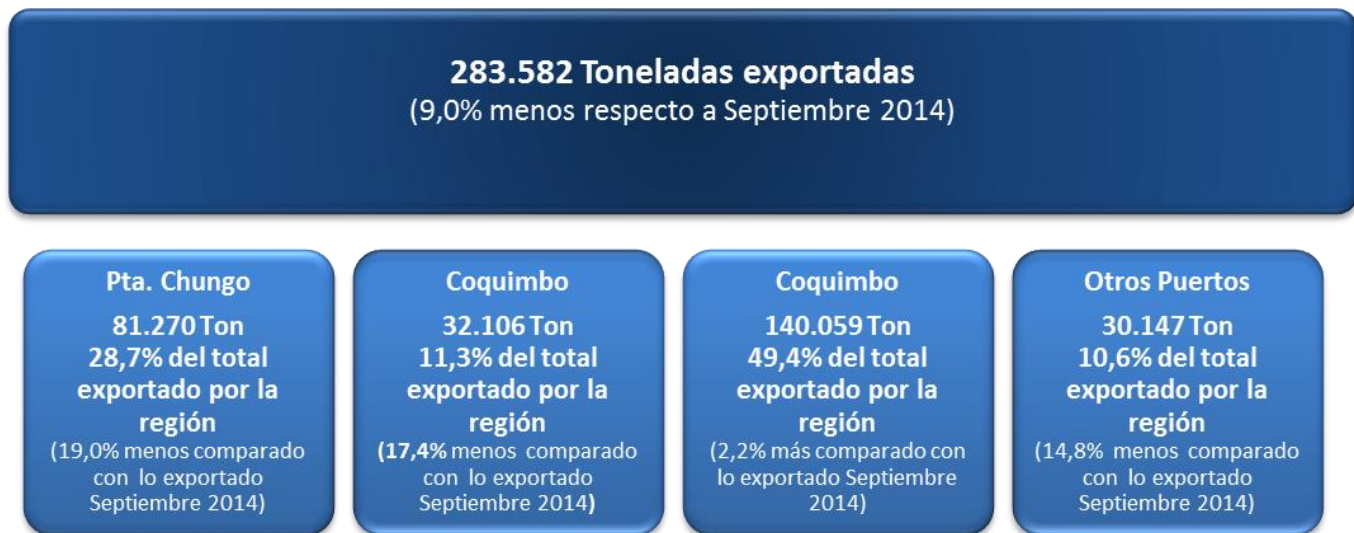 283.582 Toneladas exportadas
(9,0% menos respecto a Septiembre 2014)
Pta. Chungo
81.270 Ton
28,7% del total
exportado por la
región
(19,0% menos comparado
con lo exportado
Septiembre 2014)
Coquimbo
32.106 Ton
11,3% del total
exportado por la
región
(17,4% menos comparado
con lo exportado
Septiembre 2014)
Coquimbo
140.059 Ton
49,4% del total
exportado por la
región
(2,2% más comparado con
lo exportado Septiembre
2014)
Otros Puertos
30.147 Ton
10,6% del total
exportado por la
región
(14,8% menos comparado
con lo exportado
Septiembre 2014)